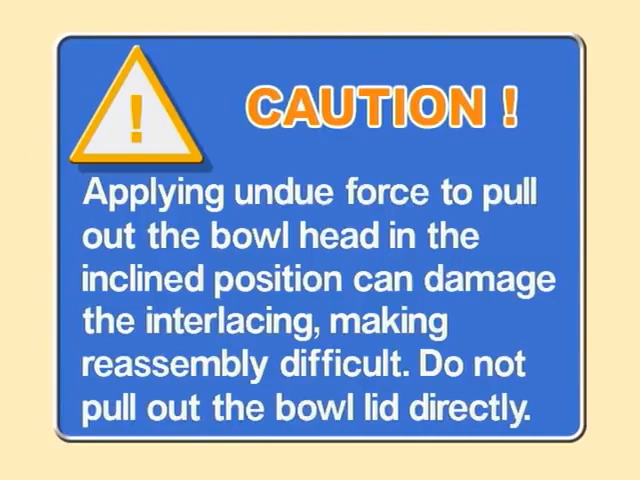 !
CAUTION !
Applying undue force to pull
out the bowl head in the
inclined position can damage
the interlacing, making
reassembly difficult. Do not
pull out the bowl lid directly.